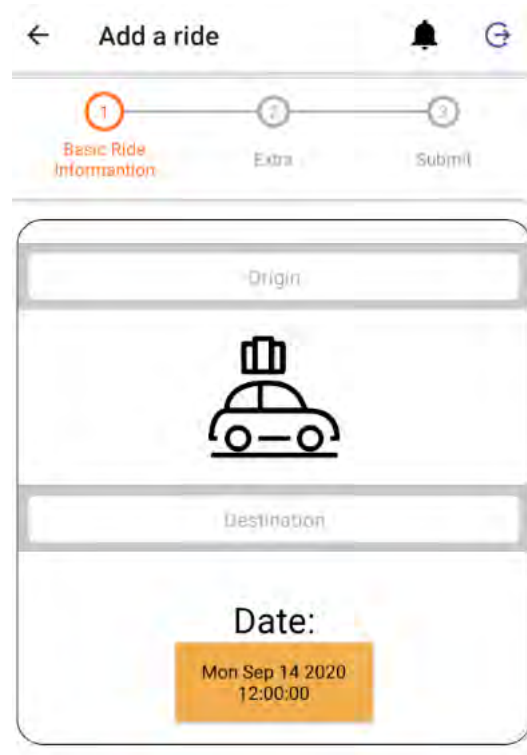 Add a ride
1
2
3
Basic Ride
Informantion
Extra
Submit
Origin
Destination
Date:
Mon Sep 14 2020
12:00:00